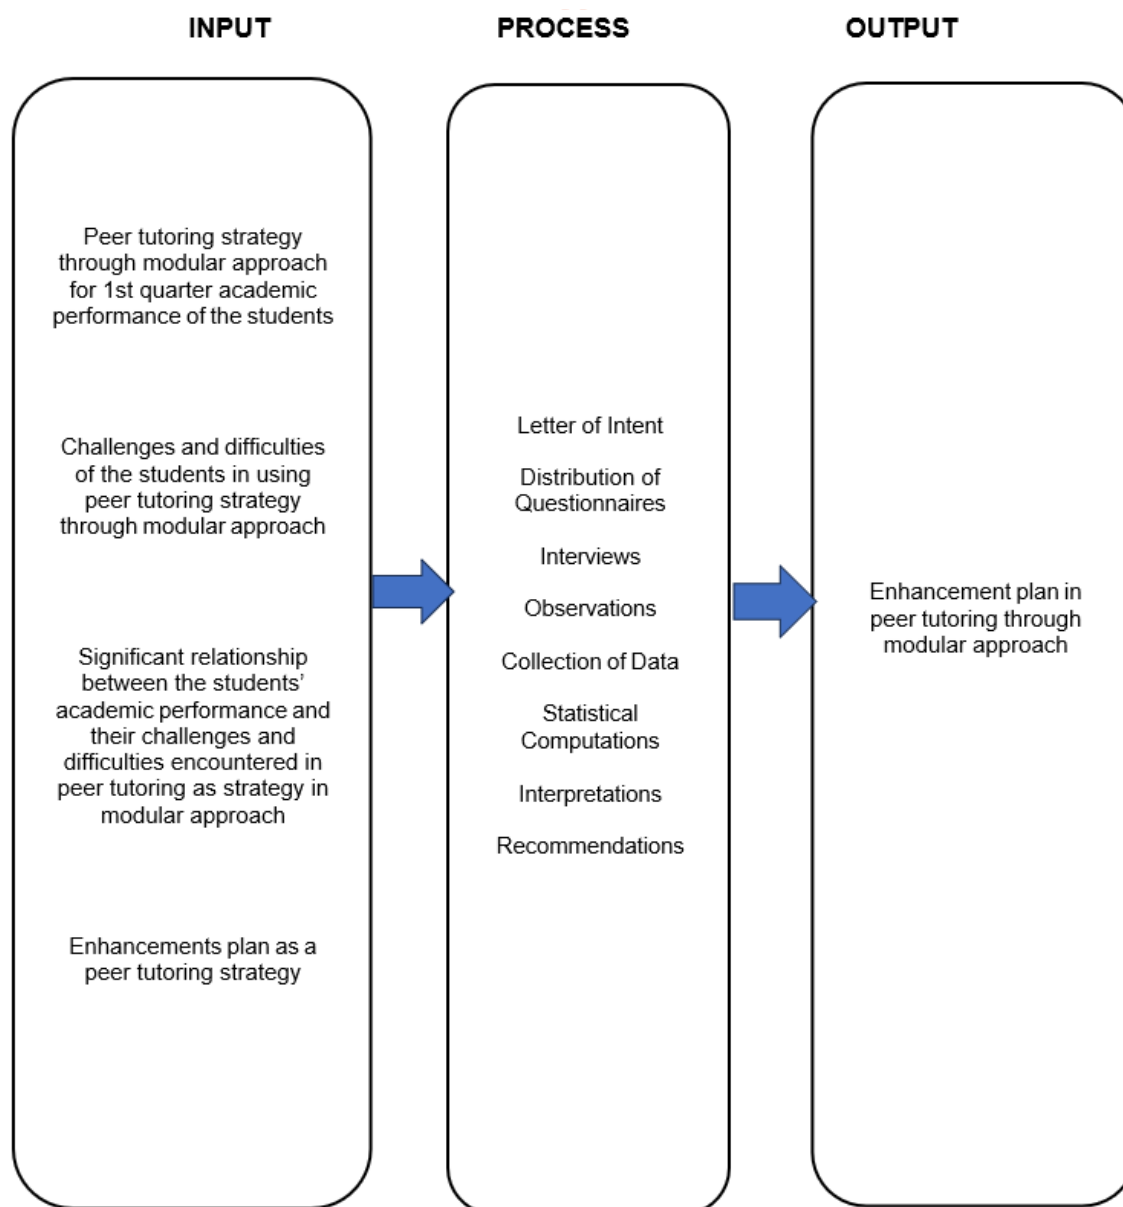 INPUT
PROCESS
OUTPUT
Peer tutoring strategy
through modular approach
for 1st quarter academic
performance of the students
Challenges and difficulties
of the students in using
peer tutoring strategy
through modular approach
Significant relationship
between the students’
academic performance and
their challenges and
difficulties encountered in
peer tutoring as strategy in
modular approach
Enhancements plan as a
peer tutoring strategy
Letter of Intent
Distribution of
Questionnaires
Interviews
Observations
Collection of Data
Statistical
Computations
Interpretations
Recommendations
Enhancement plan in
peer tutoring through
modular approach